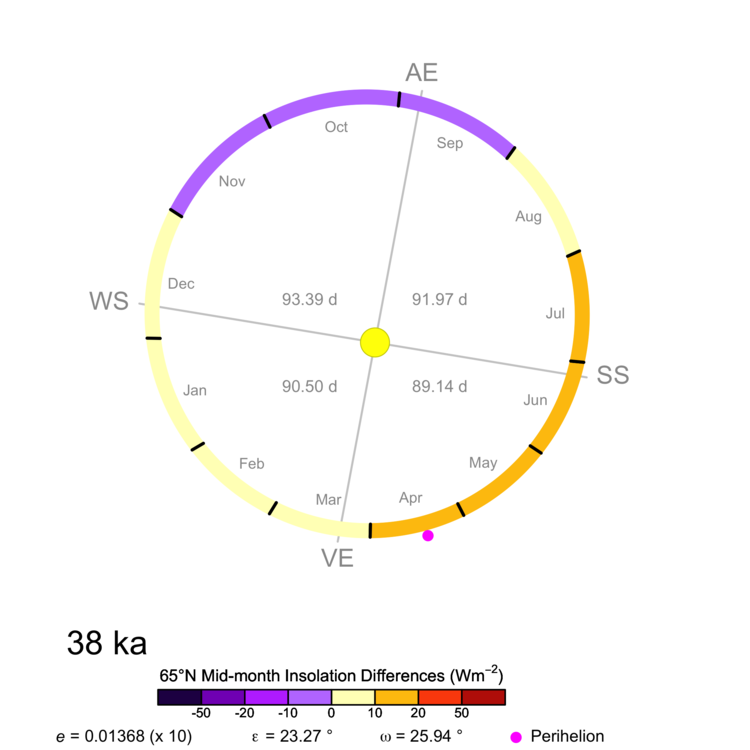 AE
Oct
Sep
Nov
Aug
Dec
WS
93.39 d
91.97 d
Jul
SS
90.50 d
89.14 d
Jan
Jun
Feb
May
Mar
Apr
VE
38 ka
65°N Mid-month Insolation Differences (Wm⁻²)
-50 -20 -10 0 10 20 50
e = 0.01368 (x 10) ε = 23.27 ° ω = 25.94 ° Perihelion